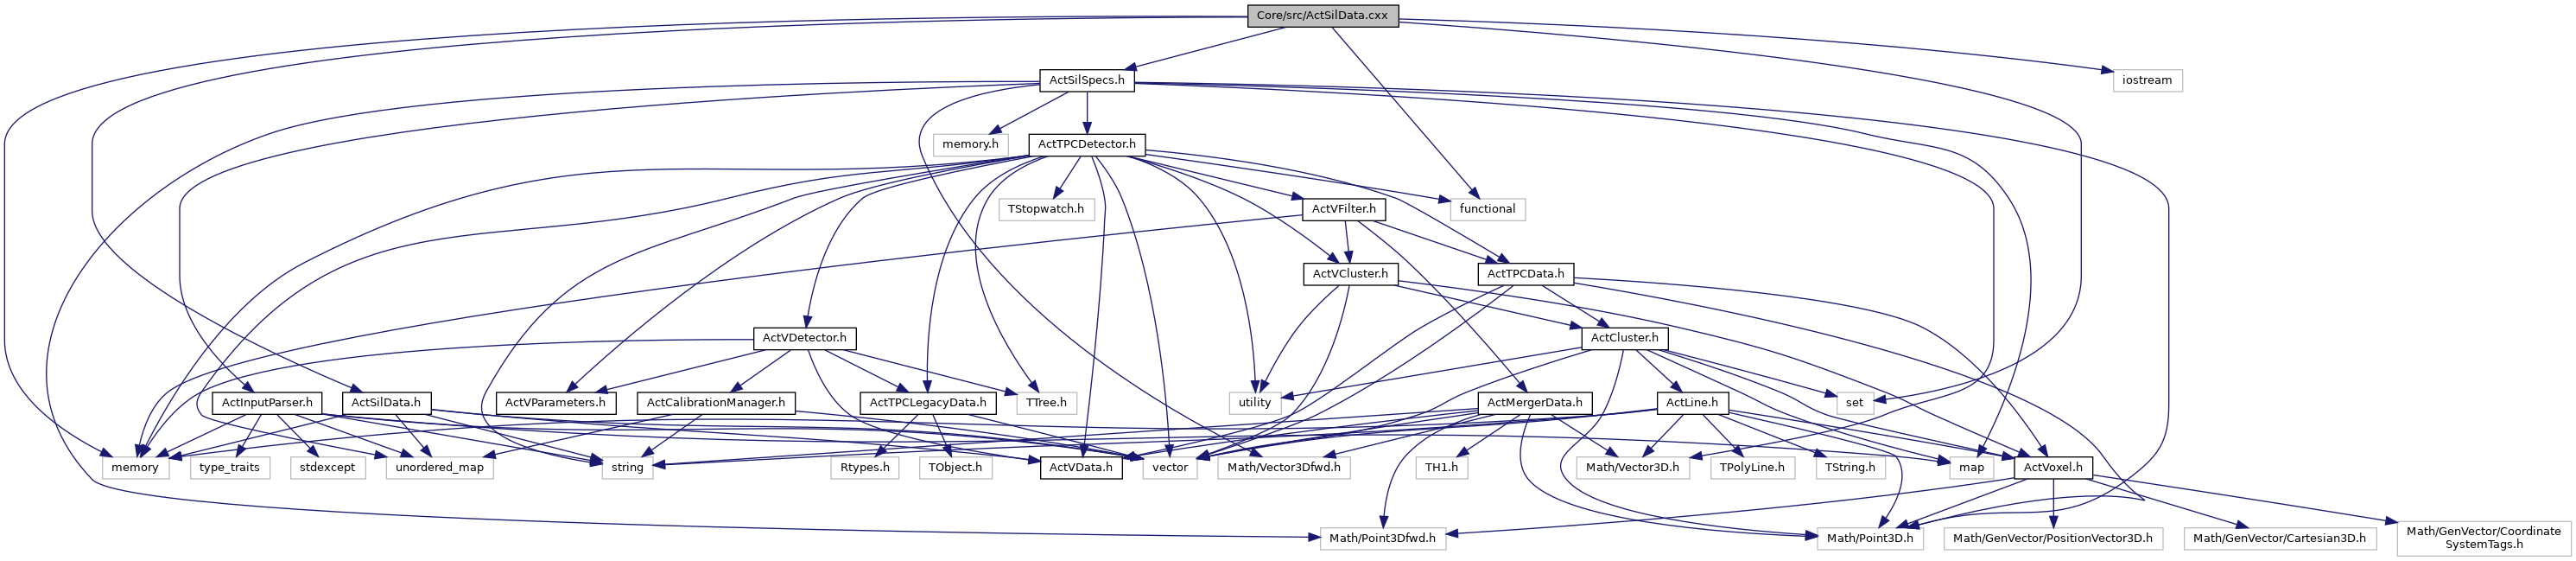 Core/src/ActSilData.cxx
ActSilSpecs.h
iostream
memory.h
ActTPCDetector.h
TStopwatch.h
ActVFilter.h
functional
ActVCluster.h
ActTPCData.h
ActVDetector.h
ActCluster.h
ActInputParser.h
ActSilData.h
ActVParameters.h
ActCalibrationManager.h
ActTPCLegacyData.h
TTree.h
utility
ActMergerData.h
ActLine.h
set
memory
type_traits
stdexcept
unordered_map
string
Rtypes.h
TObject.h
ActVData.h
vector
Math/Vector3Dfwd.h
TH1.h
Math/Vector3D.h
TPolyLine.h
TString.h
map
ActVoxel.h
Math/Point3Dfwd.h
Math/Point3D.h
Math/GenVector/PositionVector3D.h
Math/GenVector/Cartesian3D.h
Math/GenVector/Coordinate
SystemTags.h